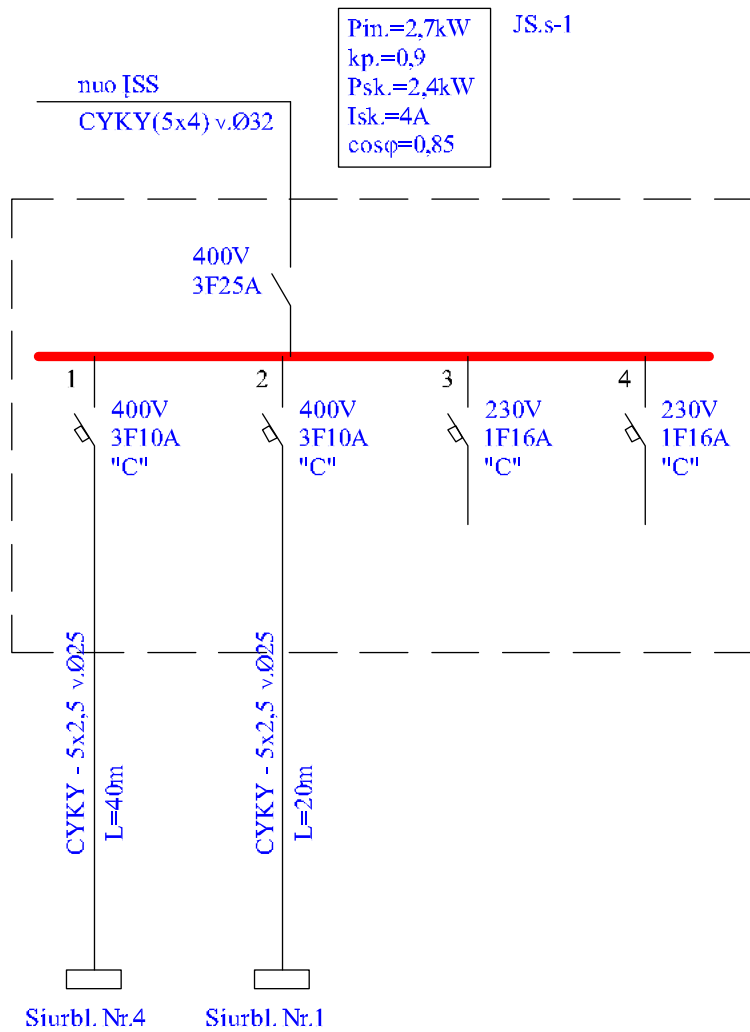 Pin.=2,7kW
kp.=0,9
Psk.=2,4kW
Isk.=4A
cosφ=0,85
JS.s-1
nuo ĮSS
CYKY(5x4) v.Ø32
400V
3F25A
1
400V
3F10A
"C"
2
400V
3F10A
"C"
3
230V
1F16A
"C"
4
230V
1F16A
"C"
CYKY - 5x2,5 v.Ø25
L=40m
CYKY - 5x2,5 v.Ø25
L=20m
Siurbl. Nr.4
Siurbl. Nr.1